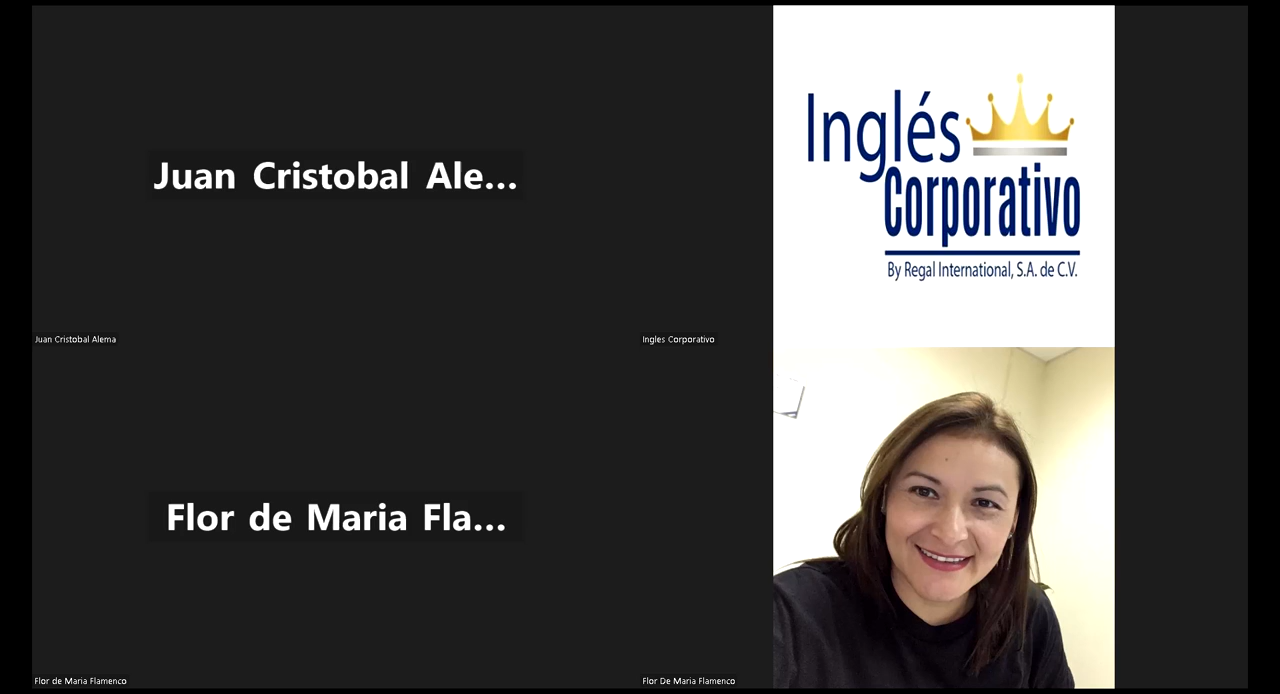 Juan Cristobal Ale...
Juan Cristobal Alema
Inglés
Corporativo
By Regal International, S.A. de C.V.
Ingles Corporativo
Flor de Maria Fla...
Flor de Maria Flamenco
Flor De Maria Flamenco